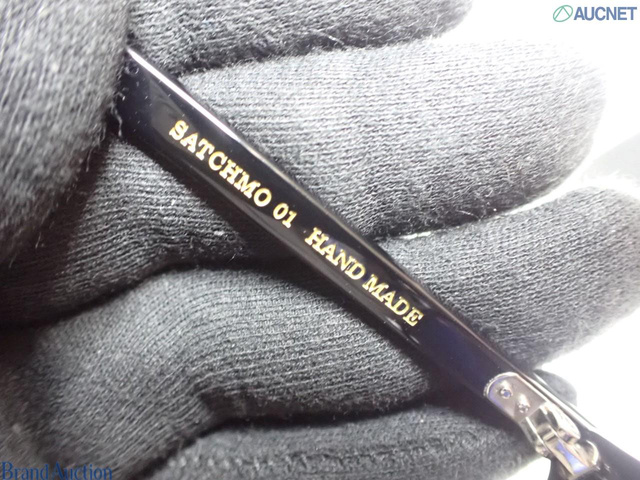 AUCNET
SATCHMO 01 HAND MADE
Brand Auction